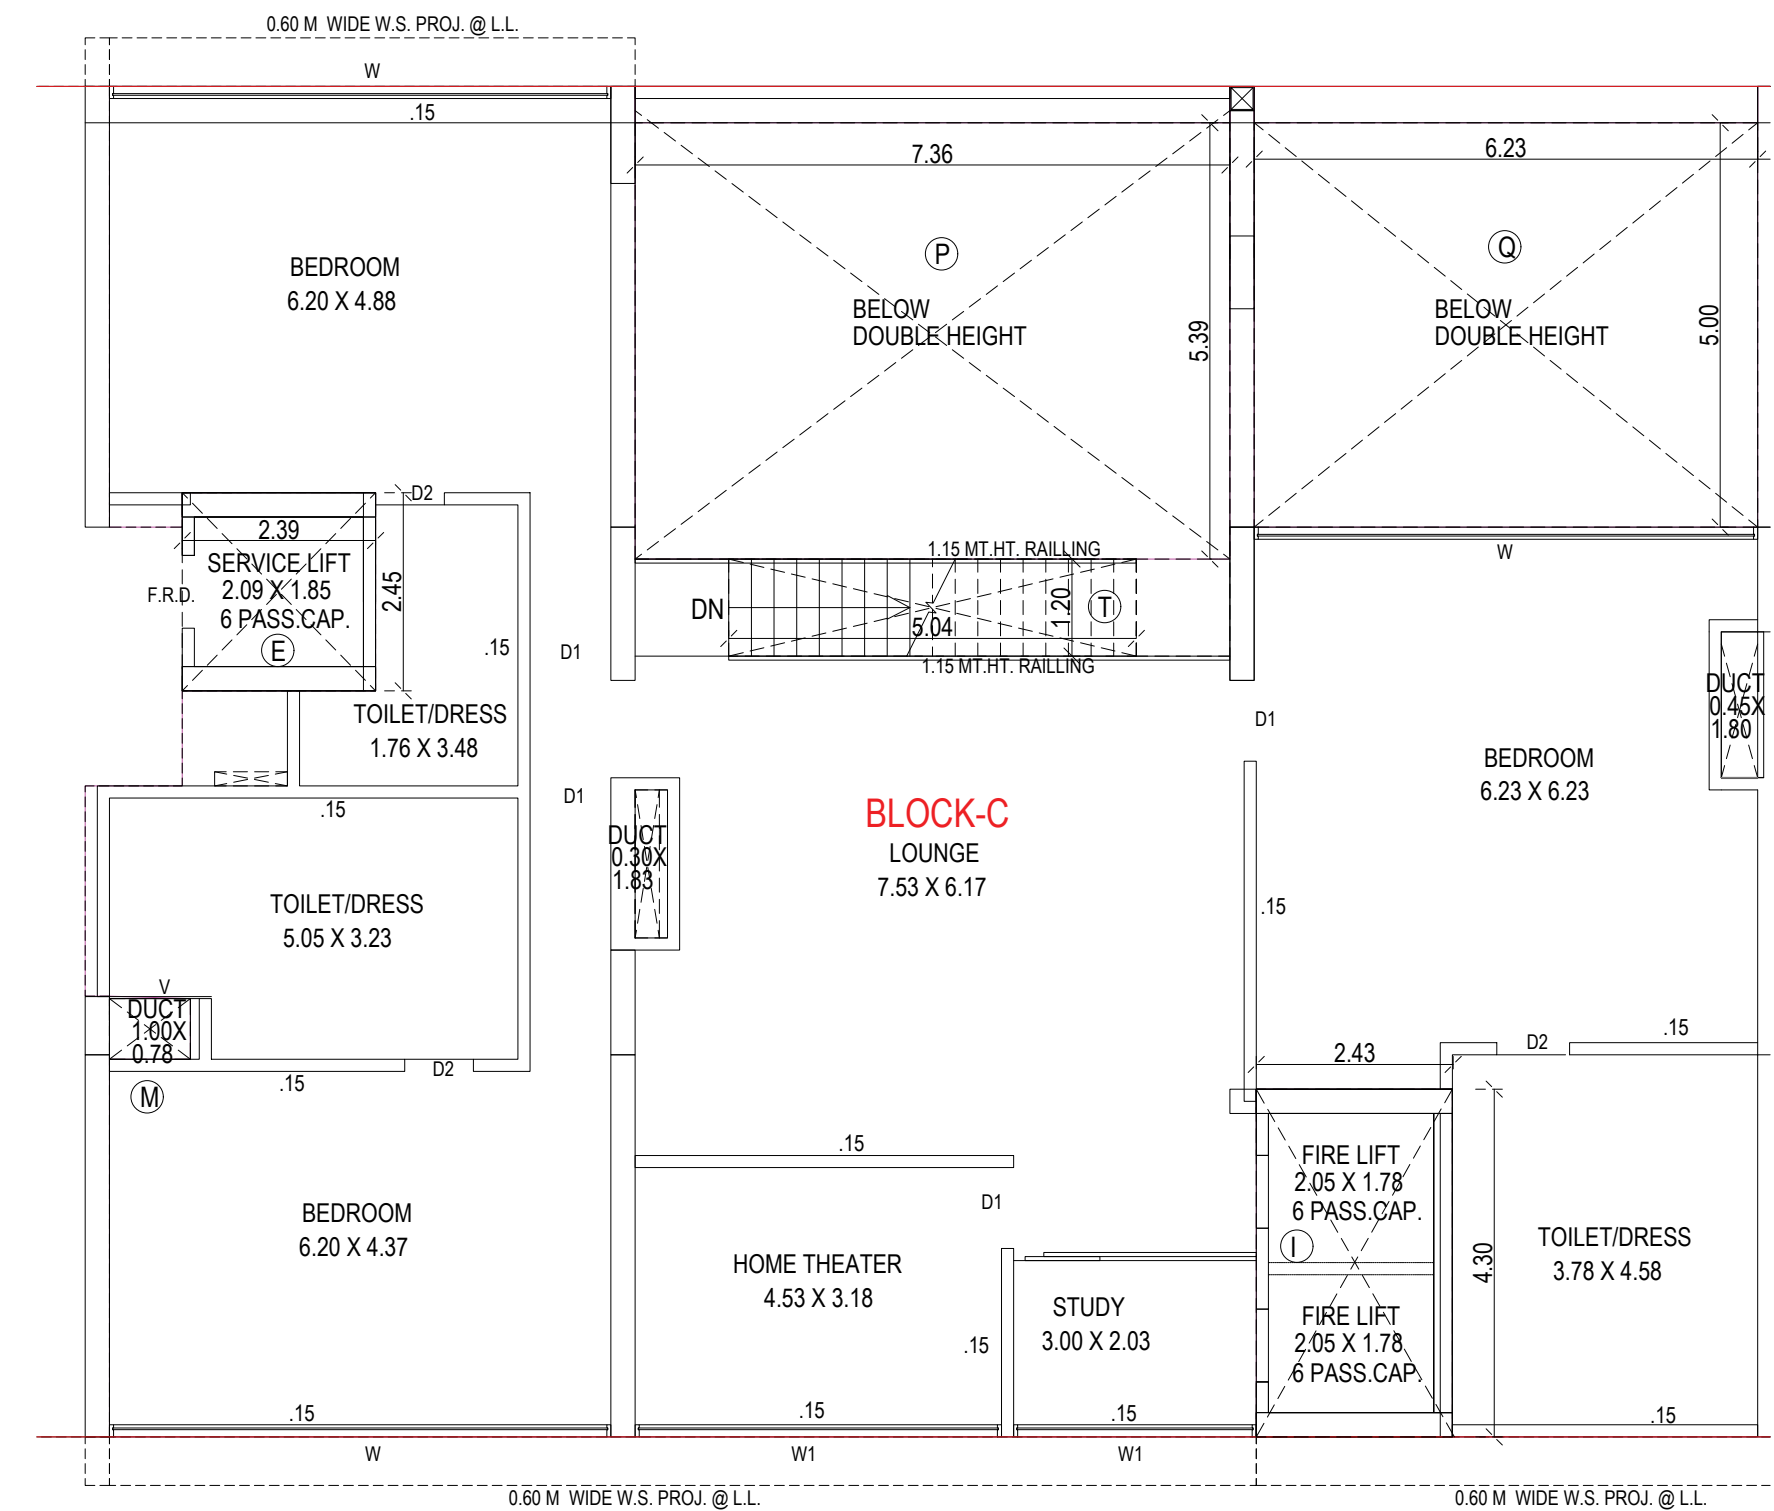 0.60 M  WIDE W.S. PROJ. @ L.L.
W
.15
7.36
6.23
BEDROOM
6.20 X 4.88
P
BELOW
DOUBLE HEIGHT
5.39
Q
BELOW
DOUBLE HEIGHT
5.00
D2
2.39
SERVICE LIFT
2.09 X 1.85
6 PASS.CAP.
E
F.R.D.
2.45
.15
D1
1.15 MT.HT. RAILLING
DN
5.04
1.20
T
1.15 MT.HT. RAILLING
W
TOILET/DRESS
1.76 X 3.48
D1
DUCT
0.45X
1.80
BEDROOM
6.23 X 6.23
.15
D1
DUCT
0.30X
1.83
BLOCK-C
LOUNGE
7.53 X 6.17
.15
TOILET/DRESS
5.05 X 3.23
V
DUCT
1.00X
0.78
M
.15
D2
2.43
D2
.15
.15
D1
BEDROOM
6.20 X 4.37
HOME THEATER
4.53 X 3.18
.15
STUDY
3.00 X 2.03
FIRE LIFT
2.05 X 1.78
6 PASS.CAP.
I
FIRE LIFT
2.05 X 1.78
6 PASS.CAP.
4.30
TOILET/DRESS
3.78 X 4.58
.15
.15
.15
.15
W
W1
W1
0.60 M  WIDE W.S. PROJ. @ L.L.
0.60 M  WIDE W.S. PROJ. @ L.L.